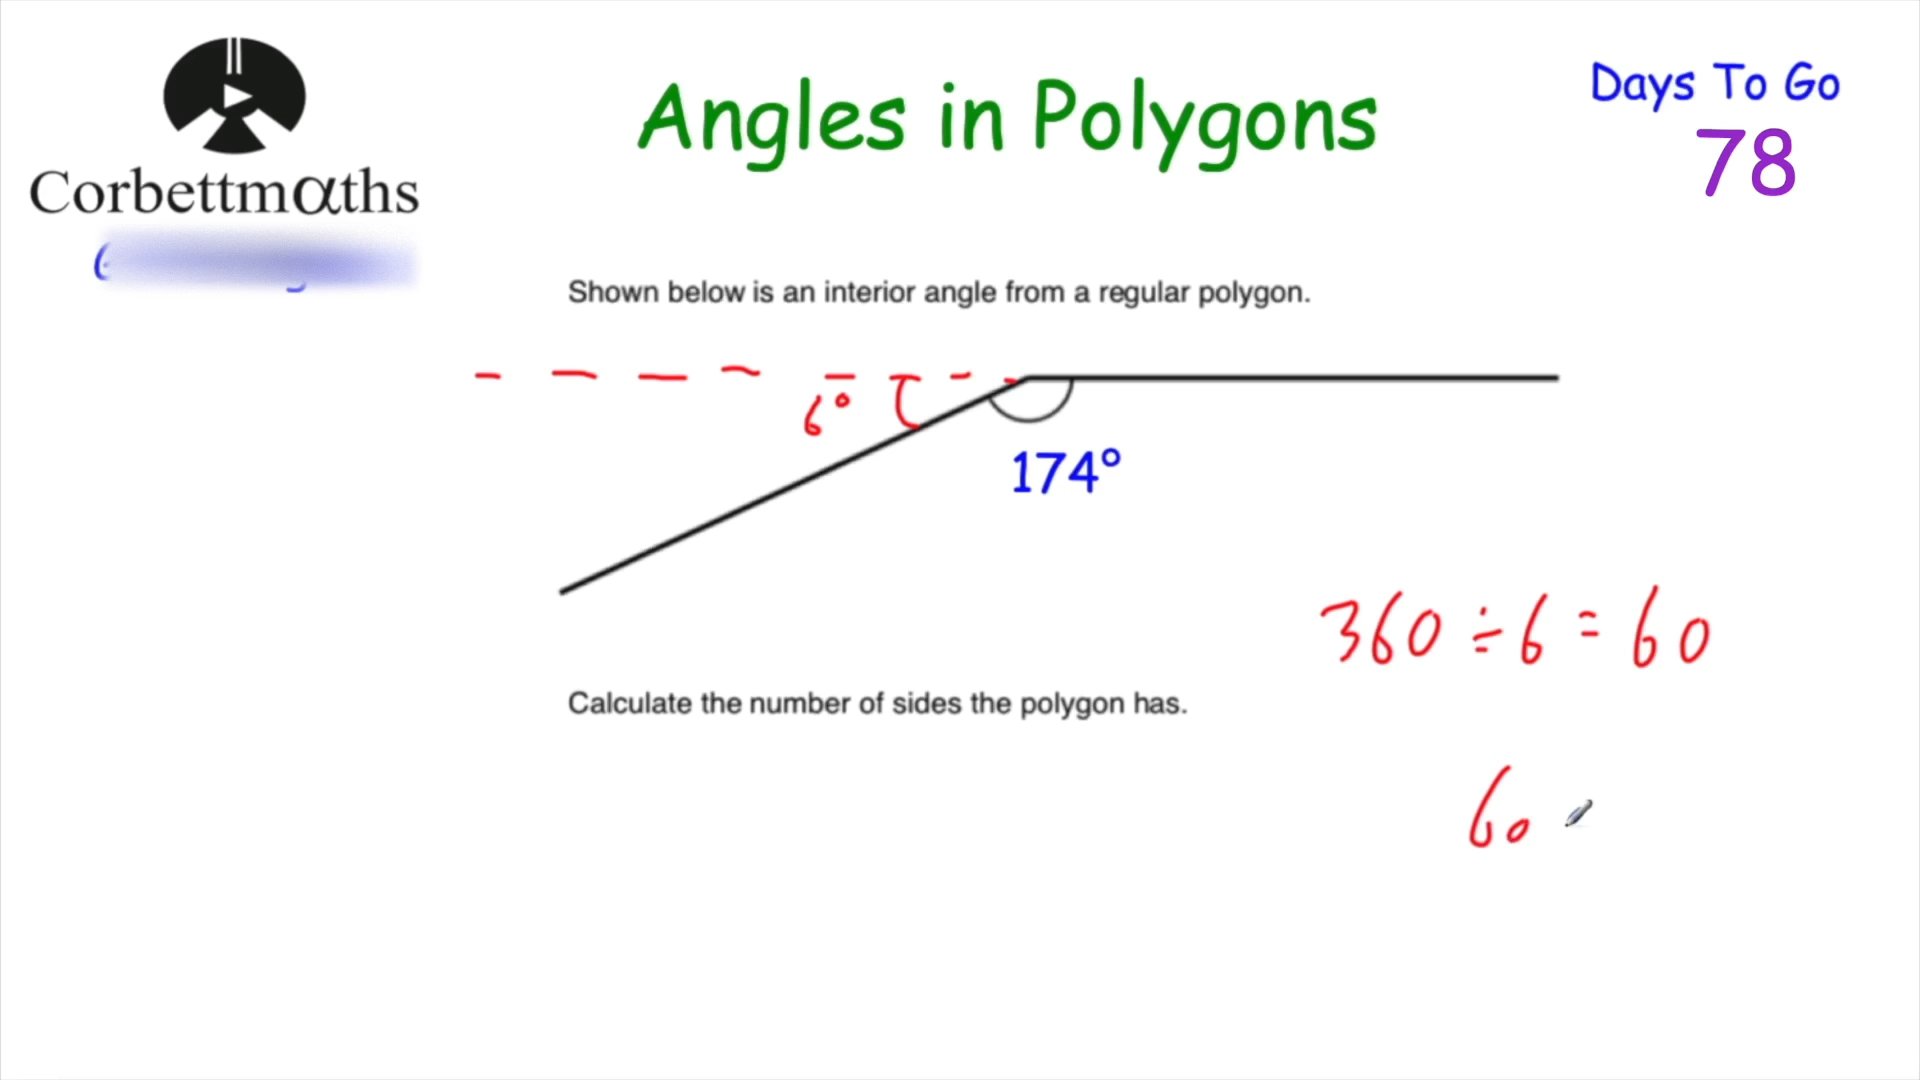 Corbettmαths
Angles in Polygons
Days To Go
78
Shown below is an interior angle from a regular polygon.
6°
174°
360 ÷ 6 = 60
Calculate the number of sides the polygon has.
60